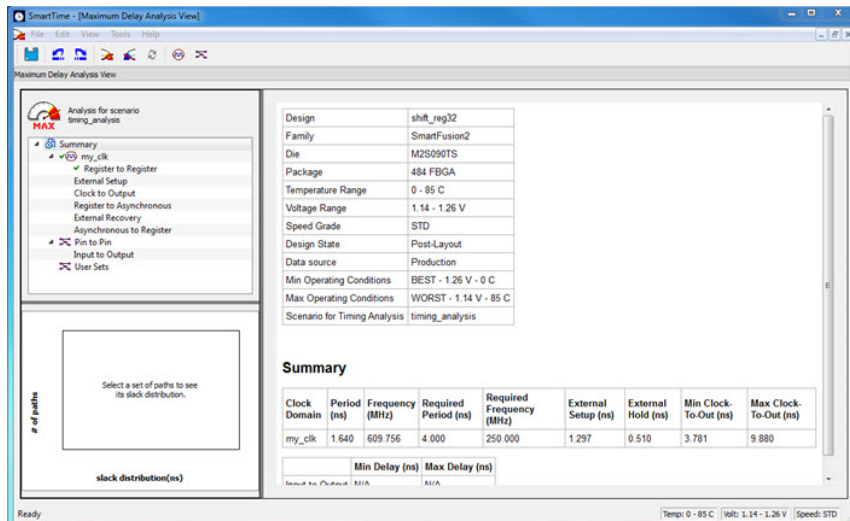 SmartTime - [Maximum Delay Analysis View]
File Edit View Tools Help
Maximum Delay Analysis View
MAX
Analysis for scenario
timing_analysis
Summary
my_clk
Register to Register
External Setup
Clock to Output
Register to Asynchronous
External Recovery
Asynchronous to Register
Pin to Pin
Input to Output
User Sets
# of paths
Select a set of paths to see
its slack distribution.
slack distribution(ns)
Design shift_reg32
Family SmartFusion2
Die M2S090TS
Package 484 FBGA
Temperature Range 0 - 85 C
Voltage Range 1.14 - 1.26 V
Speed Grade STD
Design State Post-Layout
Data source Production
Min Operating Conditions BEST - 1.26 V - 0 C
Max Operating Conditions WORST - 1.14 V - 85 C
Scenario for Timing Analysis timing_analysis
Summary
Clock Domain Period (ns) Frequency (MHz) Required Period (ns) Required Frequency (MHz) External Setup (ns) External Hold (ns) Min Clock-To-Out (ns) Max Clock-To-Out (ns)
my_clk 1.640 609.756 4.000 250.000 1.297 0.510 3.781 9.880
Min Delay (ns) Max Delay (ns)
Input to Output N/A N/A
Ready
Temp: 0 - 85 C Volt: 1.14 - 1.26 V Speed: STD